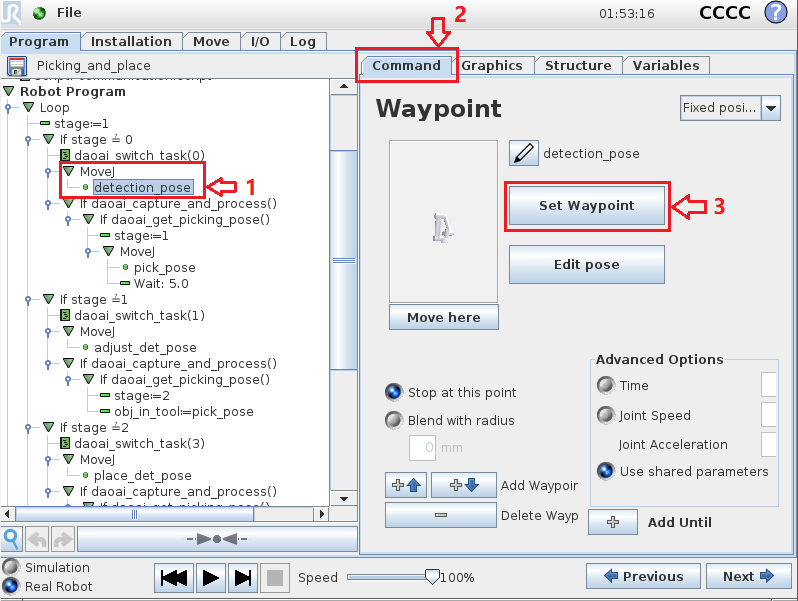 File
01:53:16
CCCC
?
Program
Installation
Move
I/O
Log
Picking_and_place
Robot Program
Loop
stage:=1
If stage ≟ 0
daoai_switch_task(0)
MoveJ
detection_pose
If daoai_capture_and_process()
If daoai_get_picking_pose()
stage:=1
MoveJ
pick_pose
Wait: 5.0
If stage ≟1
daoai_switch_task(1)
MoveJ
adjust_det_pose
If daoai_capture_and_process()
If daoai_get_picking_pose()
stage:=2
obj_in_tool:=pick_pose
If stage ≟2
daoai_switch_task(3)
MoveJ
place_det_pose
If daoai_capture_and_process()
1
2
Command
Graphics
Structure
Variables
Waypoint
Fixed posi...
detection_pose
Set Waypoint
3
Edit pose
Move here
Stop at this point
Blend with radius
0 mm
Add Waypoir
Delete Wayp
Advanced Options
Time
Joint Speed
Joint Acceleration
Use shared parameters
Add Until
Simulation
Real Robot
Speed
100%
Previous
Next